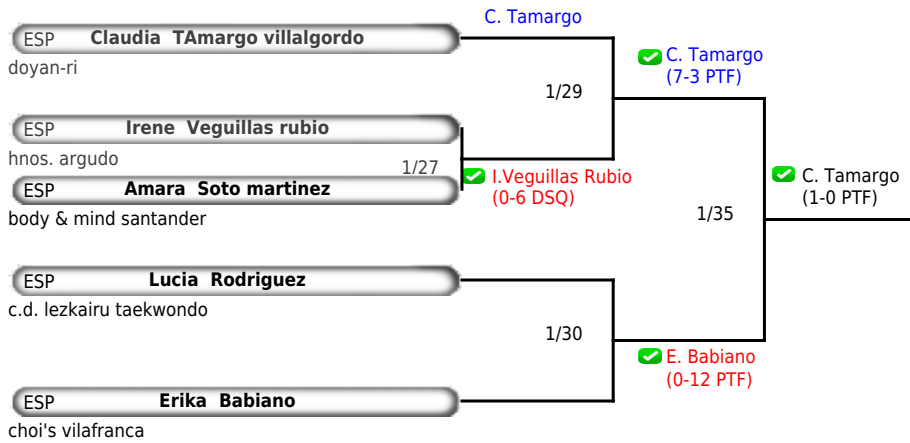 C. Tamargo
ESP Claudia TAmargo villalgordo
doyan-ri
C. Tamargo
(7-3 PTF)
1/29
ESP Irene Veguillas rubio
hnos. argudo
1/27
I.Veguillas Rubio
(0-6 DSQ)
C. Tamargo
(1-0 PTF)
ESP Amara Soto martinez
body & mind santander
1/35
ESP Lucia Rodriguez
c.d. lezkairu taekwondo
1/30
E. Babiano
(0-12 PTF)
ESP Erika Babiano
choi's vilafranca